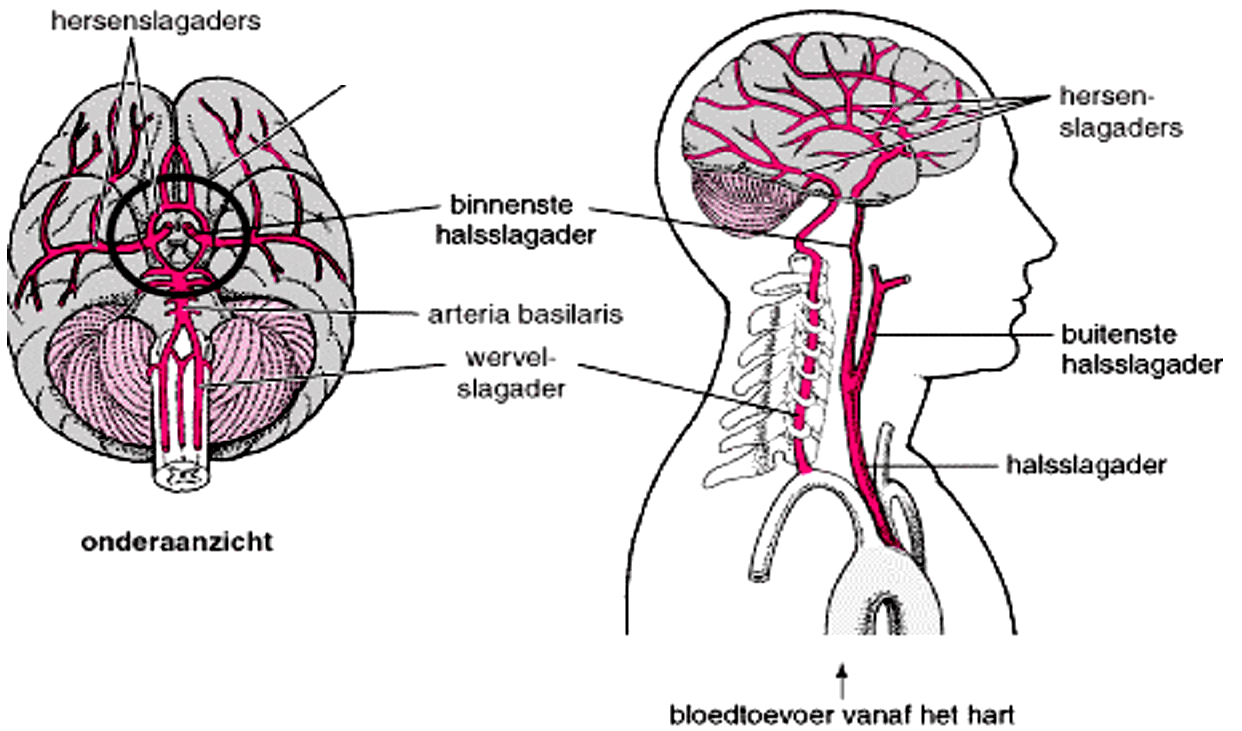 hersenslagaders
hersen-
slagaders
binnenste
halsslagader
arteria basilaris
wervel-
slagader
buitenste
halsslagader
halsslagader
onderaanzicht
bloedtoevoer vanaf het hart